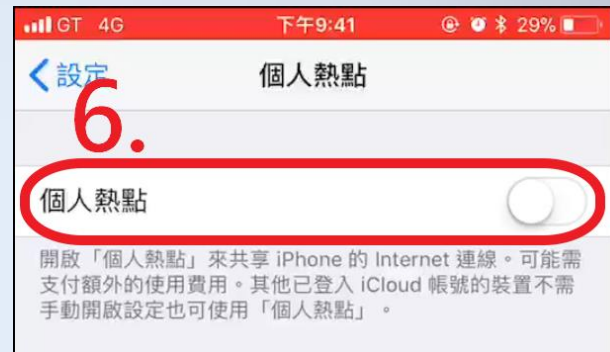 GT 4G 下午9:41 29%
設定 個人熱點
6.
個人熱點
開啟「個人熱點」來共享 iPhone 的 Internet 連線。可能需
支付額外的使用費用。其他已登入 iCloud 帳號的裝置不需
手動開啟設定也可使用「個人熱點」。